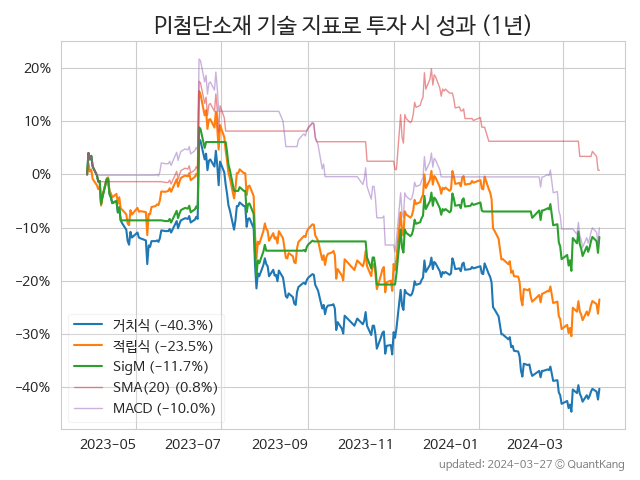 PI첨단소재 기술 지표로 투자 시 성과 (1년)
20%
10%
0%
−10%
−20%
−30%
−40%
거치식 (−40.3%)
적립식 (−23.5%)
SigM (−11.7%)
SMA(20) (0.8%)
MACD (−10.0%)
2023−05
2023−07
2023−09
2023−11
2024−01
2024−03
updated: 2024−03−27 © QuantKang